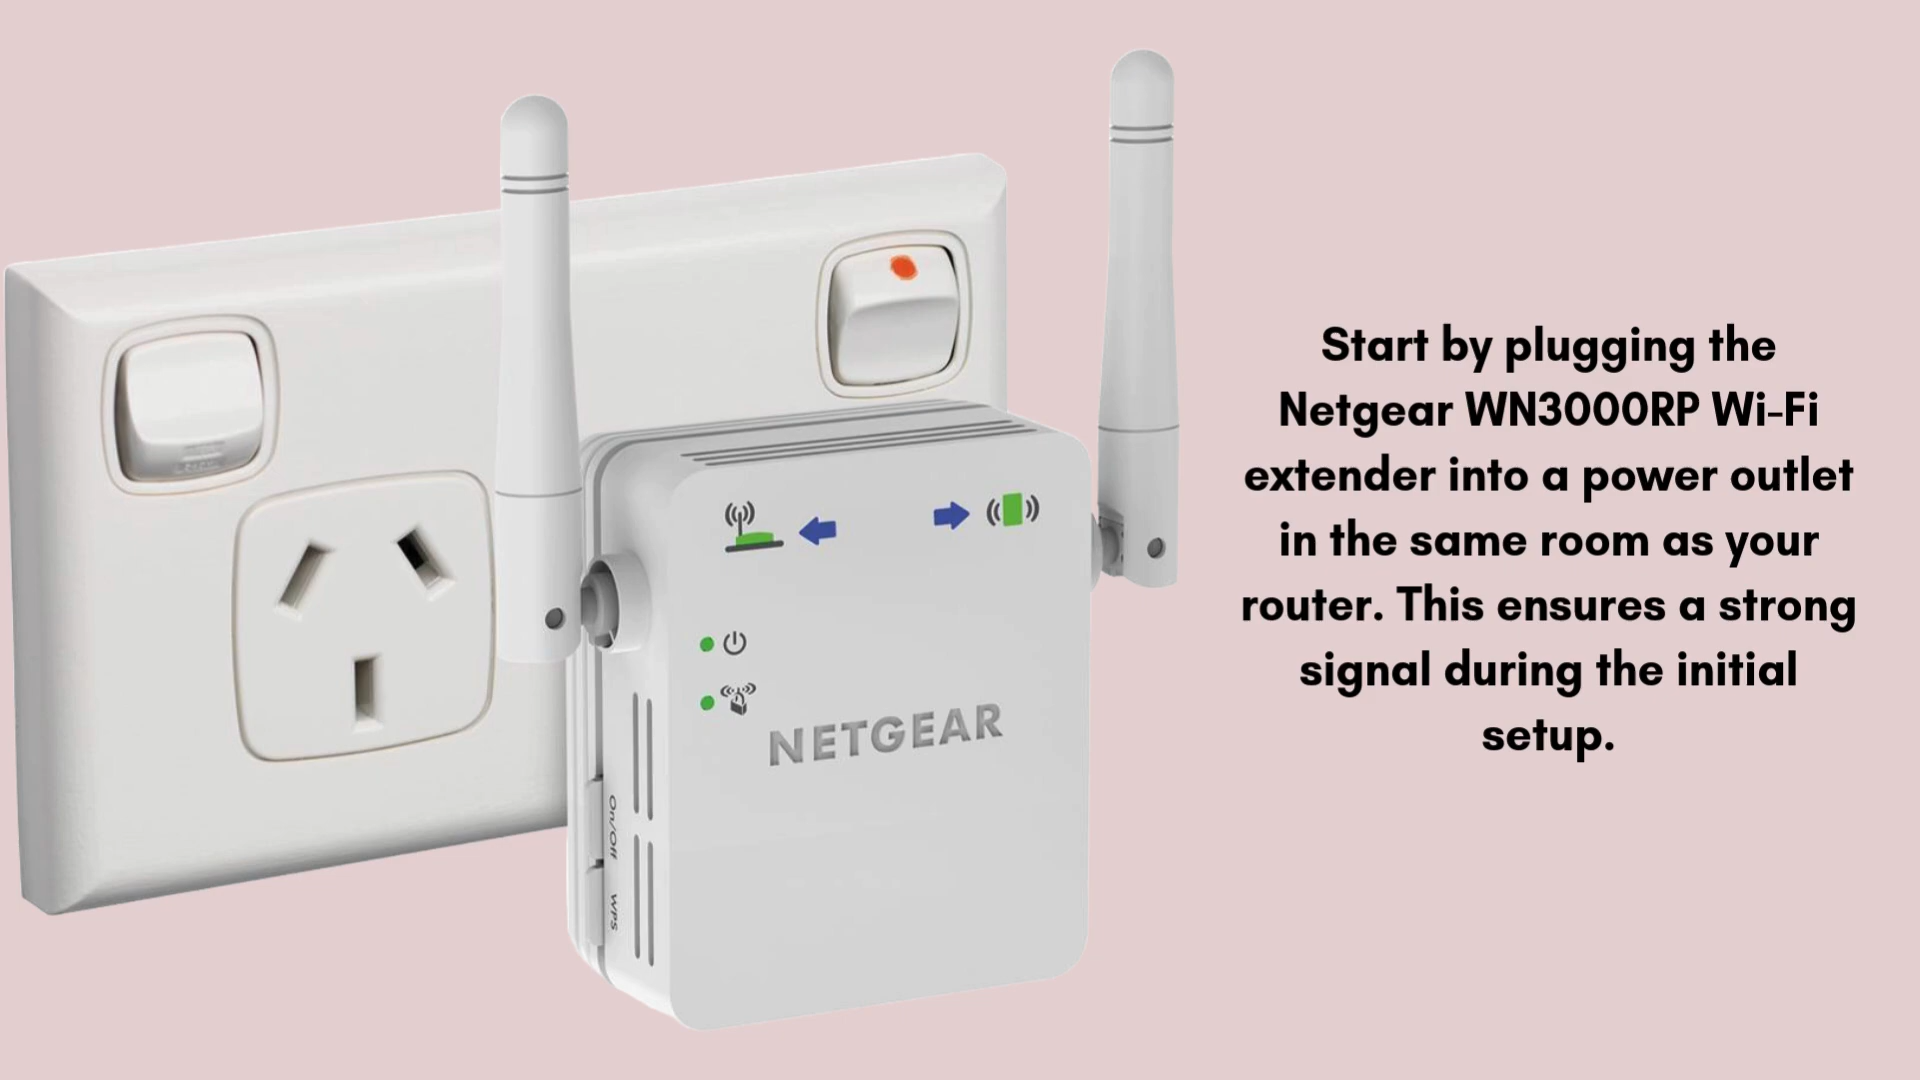 Start by plugging the
Netgear WN3000RP Wi-Fi
extender into a power outlet
in the same room as your
router. This ensures a strong
signal during the initial
setup.
NETGEAR
On/Off
WPS